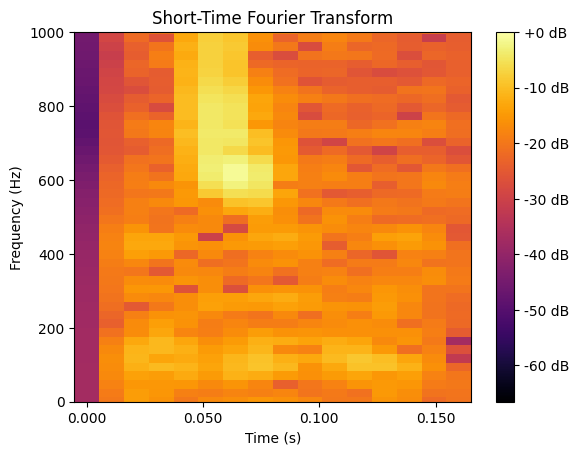 Short-Time Fourier Transform
1000
800
600
400
200
0
Frequency (Hz)
0.000
0.050
0.100
0.150
Time (s)
+0 dB
-10 dB
-20 dB
-30 dB
-40 dB
-50 dB
-60 dB